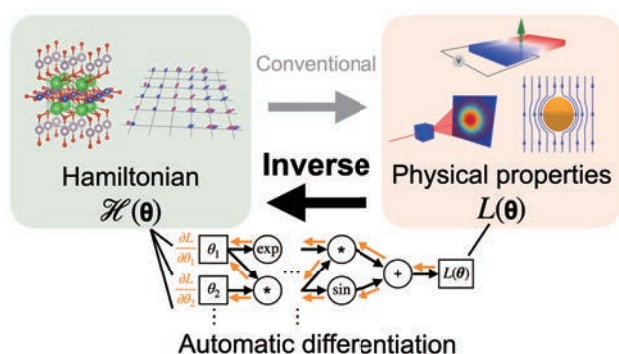 Conventional
V
Inverse
Hamiltonian
ℋ(θ)
Physical properties
L(θ)
∂L/∂θ₁ θ₁ exp ... * + L(θ)
∂L/∂θ₂ θ₂ * ... sin
⋮ ⋮
Automatic differentiation